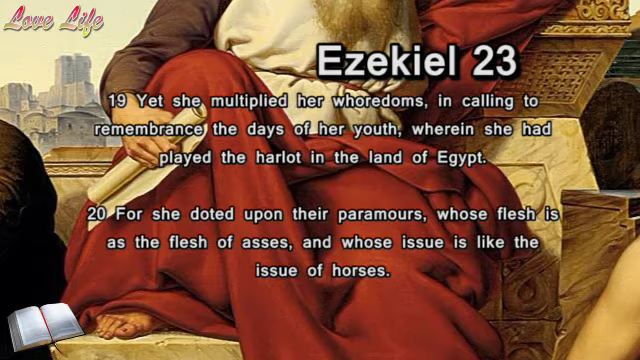 Love Life
Ezekiel 23
19 Yet she multiplied her whoredoms, in calling to
remembrance the days of her youth, wherein she had
played the harlot in the land of Egypt.
20 For she doted upon their paramours, whose flesh is
as the flesh of asses, and whose issue is like the
issue of horses.